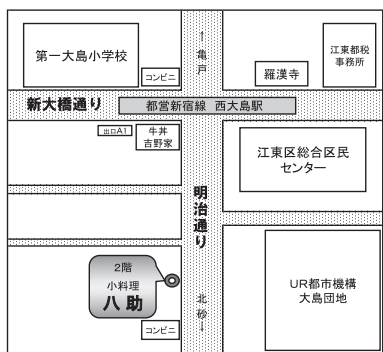 第一大島小学校
コンビニ
↑亀戸
羅漢寺
江東都税
事務所
新大橋通り
都営新宿線 西大島駅
出口A1
牛丼
吉野家
江東区総合区民
センター
明治通り
2階
小料理
八助
コンビニ
北砂↓
UR都市機構
大島団地